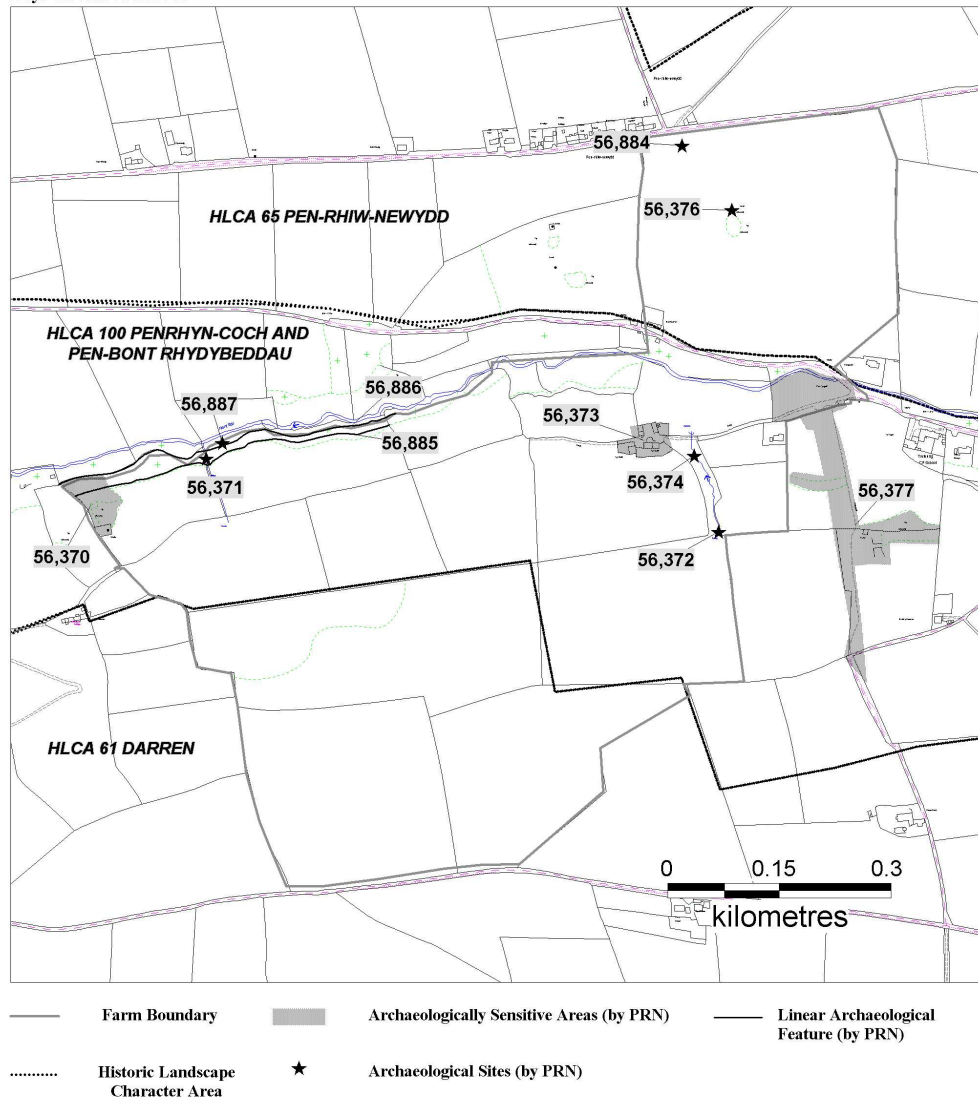 56,884
56,376
HLCA 65 PEN-RHIW-NEWYDD
HLCA 100 PENRHYN-COCH AND
PEN-BONT RHYDYBEDDAU
56,886
56,887
56,373
56,885
56,371
56,374
56,377
56,370
56,372
HLCA 61 DARREN
0 0.15 0.3
kilometres
Farm Boundary
Archaeologically Sensitive Areas (by PRN)
Linear Archaeological
Feature (by PRN)
Historic Landscape
Character Area
Archaeological Sites (by PRN)